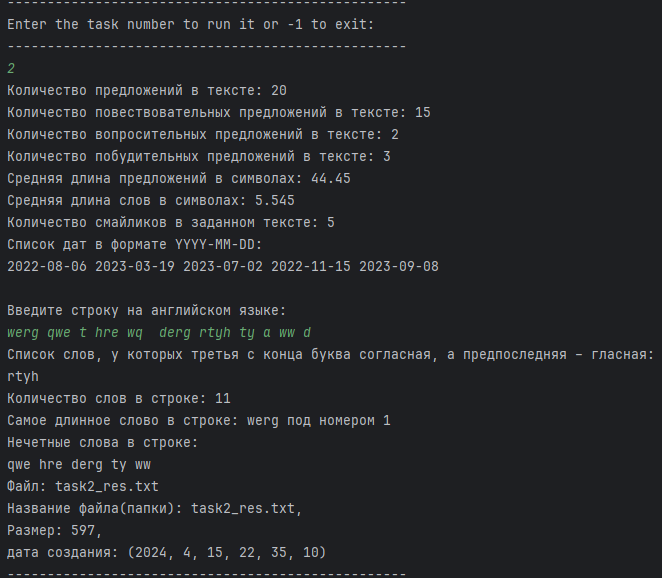 --------------------------------------------------
Enter the task number to run it or -1 to exit:
--------------------------------------------------
2
Количество предложений в тексте: 20
Количество повествовательных предложений в тексте: 15
Количество вопросительных предложений в тексте: 2
Количество побудительных предложений в тексте: 3
Средняя длина предложений в символах: 44.45
Средняя длина слов в символах: 5.545
Количество смайликов в заданном тексте: 5
Список дат в формате YYYY-MM-DD:
2022-08-06 2023-03-19 2023-07-02 2022-11-15 2023-09-08
Введите строку на английском языке:
werg qwe t hre wq  derg rtyh ty a ww d
Список слов, у которых третья с конца буква согласная, а предпоследняя – гласная:
rtyh
Количество слов в строке: 11
Самое длинное слово в строке: werg под номером 1
Нечетные слова в строке:
qwe hre derg ty ww
Файл: task2_res.txt
Название файла(папки): task2_res.txt,
Размер: 597,
дата создания: (2024, 4, 15, 22, 35, 10)
--------------------------------------------------